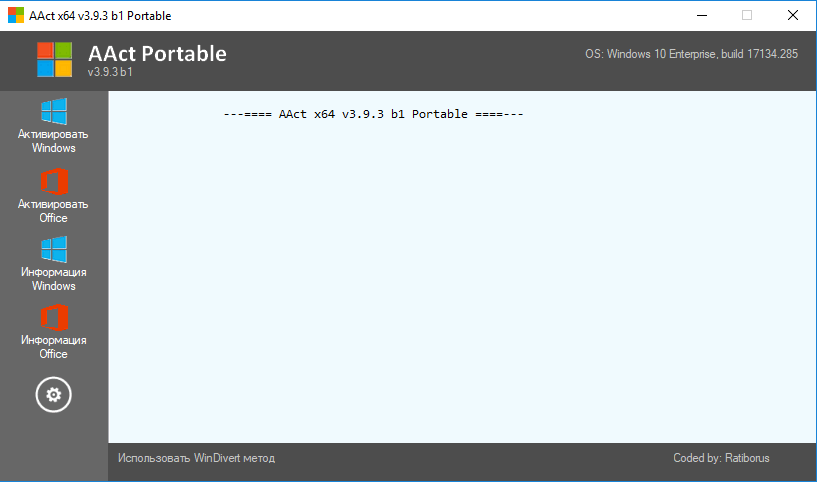 AAct x64 v3.9.3 b1 Portable
AAct Portable
v3.9.3 b1
OS: Windows 10 Enterprise, build 17134.285
---==== AAct x64 v3.9.3 b1 Portable ====---
Активировать
Windows
Активировать
Office
Информация
Windows
Информация
Office
Использовать WinDivert метод
Coded by: Ratiborus